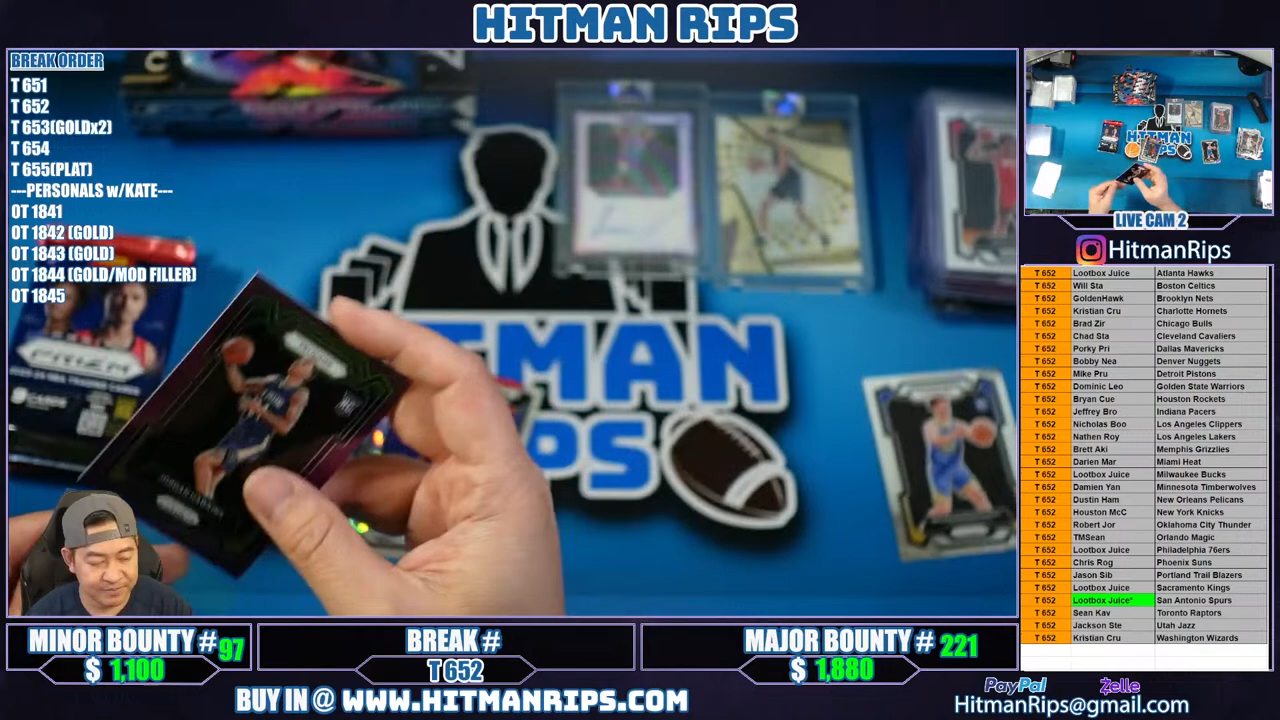 HITMAN RIPS
BREAK ORDER
T 651
T 652
T 653(GOLDx2)
T 654
T 655(PLAT)
---PERSONALS w/KATE---
OT 1841
OT 1842 (GOLD)
OT 1843 (GOLD)
OT 1844 (GOLD/MOD FILLER)
OT 1845
PRIZM
HITMAN
RIPS
LIVE CAM 2
HitmanRips
T 652 Lootbox Juice Atlanta Hawks
T 652 Will Sta Boston Celtics
T 652 GoldenHawk Brooklyn Nets
T 652 Kristian Cru Charlotte Hornets
T 652 Brad Zir Chicago Bulls
T 652 Chad Sta Cleveland Cavaliers
T 652 Porky Pri Dallas Mavericks
T 652 Bobby Nea Denver Nuggets
T 652 Mike Pru Detroit Pistons
T 652 Dominic Leo Golden State Warriors
T 652 Bryan Cue Houston Rockets
T 652 Jeffrey Bro Indiana Pacers
T 652 Nicholas Boo Los Angeles Clippers
T 652 Nathen Roy Los Angeles Lakers
T 652 Brett Aki Memphis Grizzlies
T 652 Darien Mar Miami Heat
T 652 Lootbox Juice Milwaukee Bucks
T 652 Damien Yan Minnesota Timberwolves
T 652 Dustin Ham New Orleans Pelicans
T 652 Houston McC New York Knicks
T 652 Robert Jor Oklahoma City Thunder
T 652 TMSean Orlando Magic
T 652 Lootbox Juice Philadelphia 76ers
T 652 Chris Rog Phoenix Suns
T 652 Jason Sib Portland Trail Blazers
T 652 Lootbox Juice Sacramento Kings
T 652 Lootbox Juice* San Antonio Spurs
T 652 Sean Kav Toronto Raptors
T 652 Jackson Ste Utah Jazz
T 652 Kristian Cru Washington Wizards
MINOR BOUNTY # 97
$ 1,100
BREAK #
T 652
MAJOR BOUNTY # 221
$ 1,880
BUY IN @ WWW.HITMANRIPS.COM
PayPal Zelle
HitmanRips@gmail.com